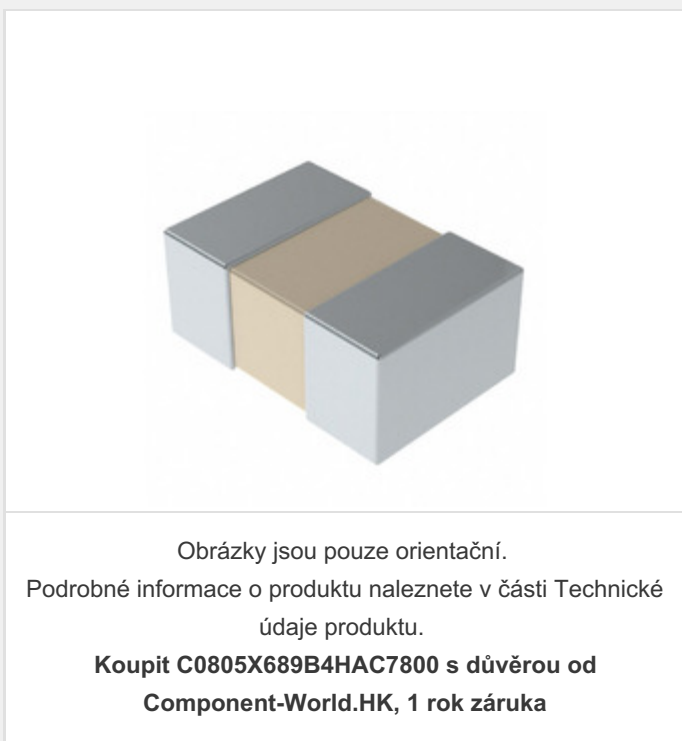 Obrázky jsou pouze orientační.
Podrobné informace o produktu naleznete v části Technické
údaje produktu.
Koupit C0805X689B4HAC7800 s důvěrou od
Component-World.HK, 1 rok záruka